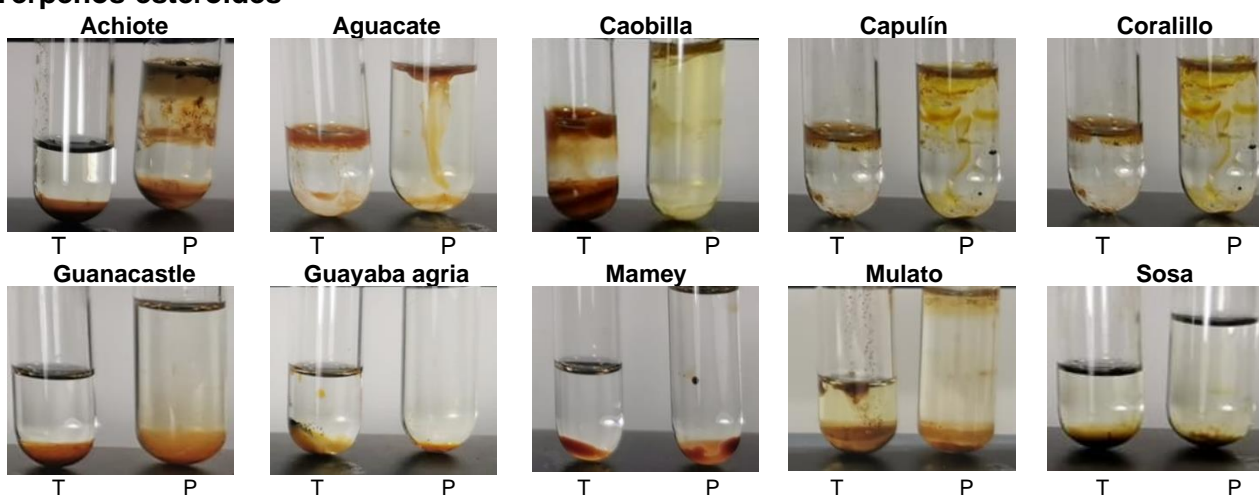 Terpenos esteroides
Achiote Aguacate Caobilla Capulín Coralillo
T P T P T P T P T P
Guanacastle Guayaba agria Mamey Mulato Sosa
T P T P T P T P T P